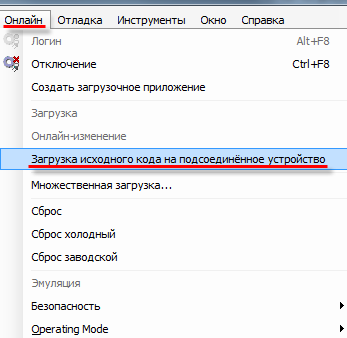 Онлайн Отладка Инструменты Окно Справка
Логин Alt+F8
Отключение Ctrl+F8
Создать загрузочное приложение
Загрузка
Онлайн-изменение
Загрузка исходного кода на подсоединённое устройство
Множественная загрузка...
Сброс
Сброс холодный
Сброс заводской
Эмуляция
Безопасность
Operating Mode